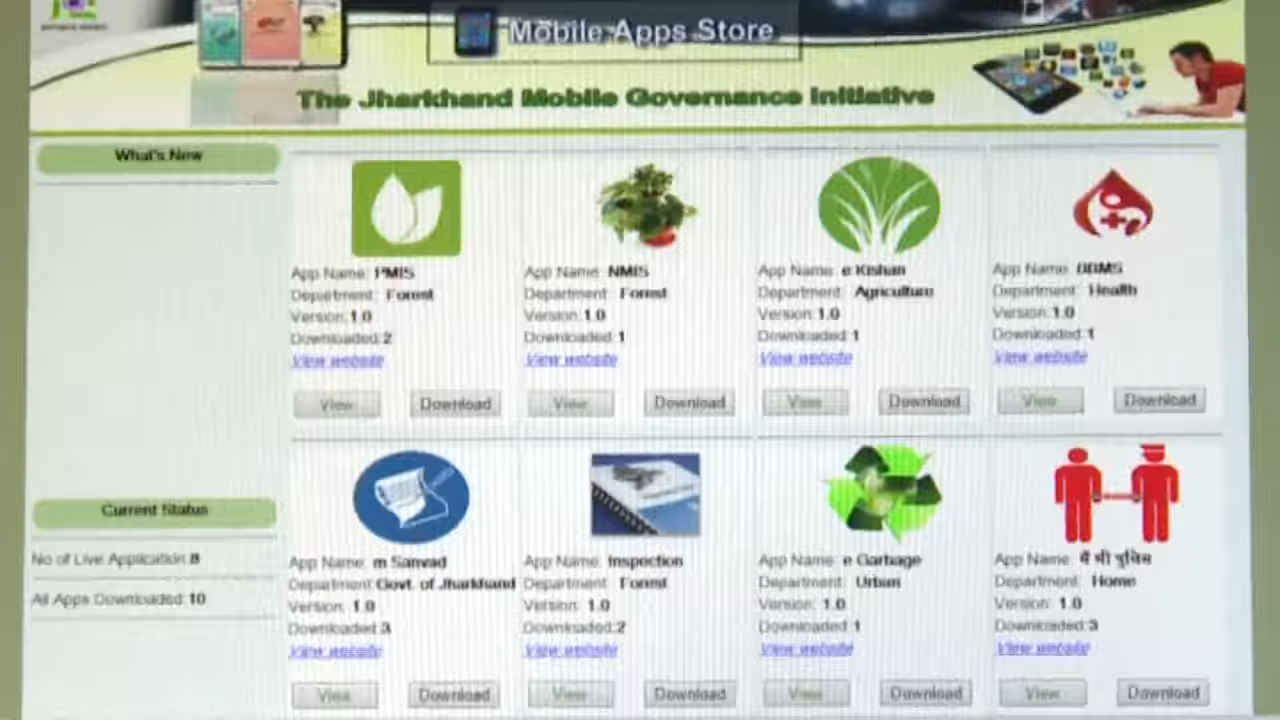 Mobile Apps Store
The Jharkhand Mobile Governance Initiative
What's New
App Name: PMIS
Department: Forest
Version:1.0
Downloaded:2
View website
View
Download
App Name: NMIS
Department: Forest
Version:1.0
Downloaded:1
View website
View
Download
App Name: e Kishan
Department: Agriculture
Version:1.0
Downloaded:1
View website
View
Download
App Name:
Department: Health
Version:1.0
Downloaded:1
View website
View
Download
Current Status
No of Live Application:8
All Apps Downloaded:10
App Name: m Sanvad
Department:Govt. of Jharkhand
Version: 1.0
Downloaded:3
View website
View
Download
App Name: Inspection
Department: Forest
Version: 1.0
Downloaded:2
View website
View
Download
App Name: e Garbage
Department: Urban
Version: 1.0
Downloaded:1
View website
View
Download
App Name: मैं भी पुलिस
Department: Home
Version: 1.0
Downloaded:3
View website
View
Download